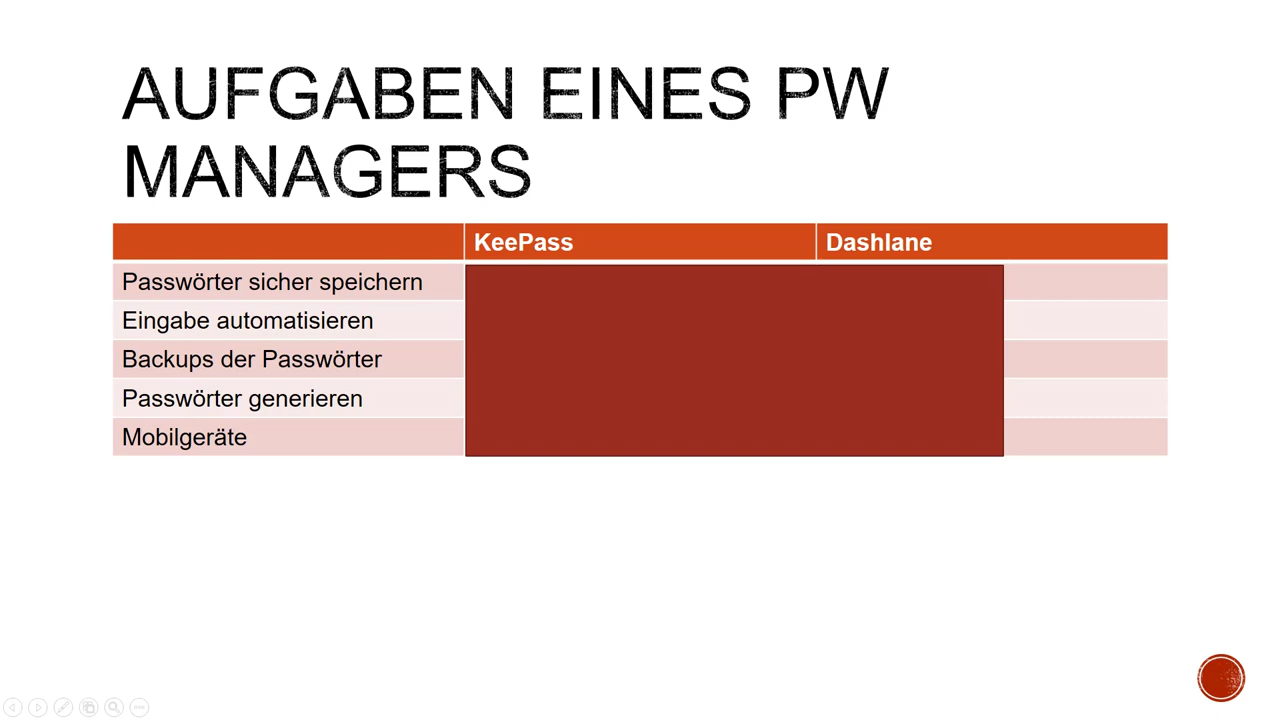 AUFGABEN EINES PW
MANAGERS
KeePass Dashlane
Passwörter sicher speichern
Eingabe automatisieren
Backups der Passwörter
Passwörter generieren
Mobilgeräte